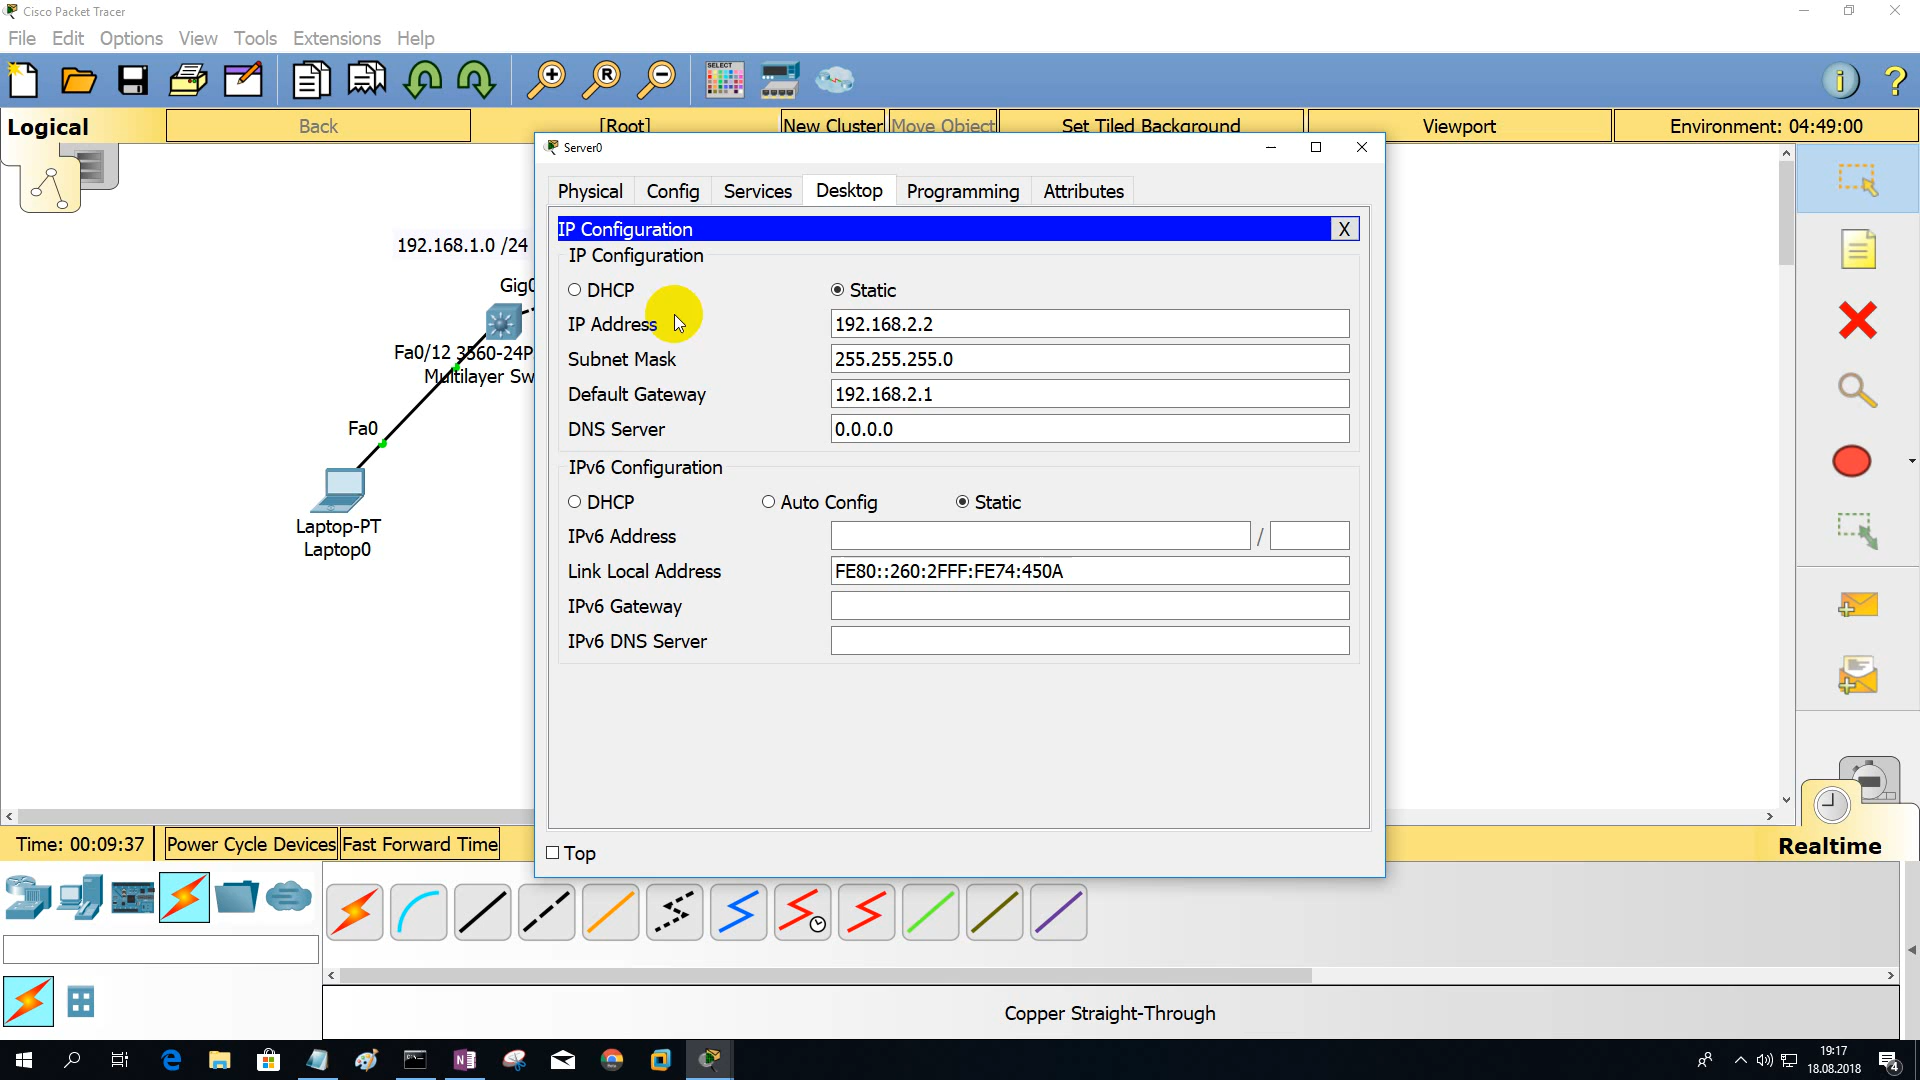 Cisco Packet Tracer
File Edit Options View Tools Extensions Help
SELECT
Logical
Back
[Root]
New Cluster
Move Object
Set Tiled Background
Viewport
Environment: 04:49:00
Server0
Physical
Config
Services
Desktop
Programming
Attributes
IP Configuration
X
IP Configuration
DHCP
Static
IP Address
192.168.2.2
Subnet Mask
255.255.255.0
Default Gateway
192.168.2.1
DNS Server
0.0.0.0
IPv6 Configuration
DHCP
Auto Config
Static
IPv6 Address
/
Link Local Address
FE80::260:2FFF:FE74:450A
IPv6 Gateway
IPv6 DNS Server
Top
192.168.1.0 /24
Gig0
Fa0/12 3560-24P
Multilayer Sw
Fa0
Laptop-PT
Laptop0
Time: 00:09:37
Power Cycle Devices
Fast Forward Time
Realtime
Copper Straight-Through
19:17
18.08.2018
4